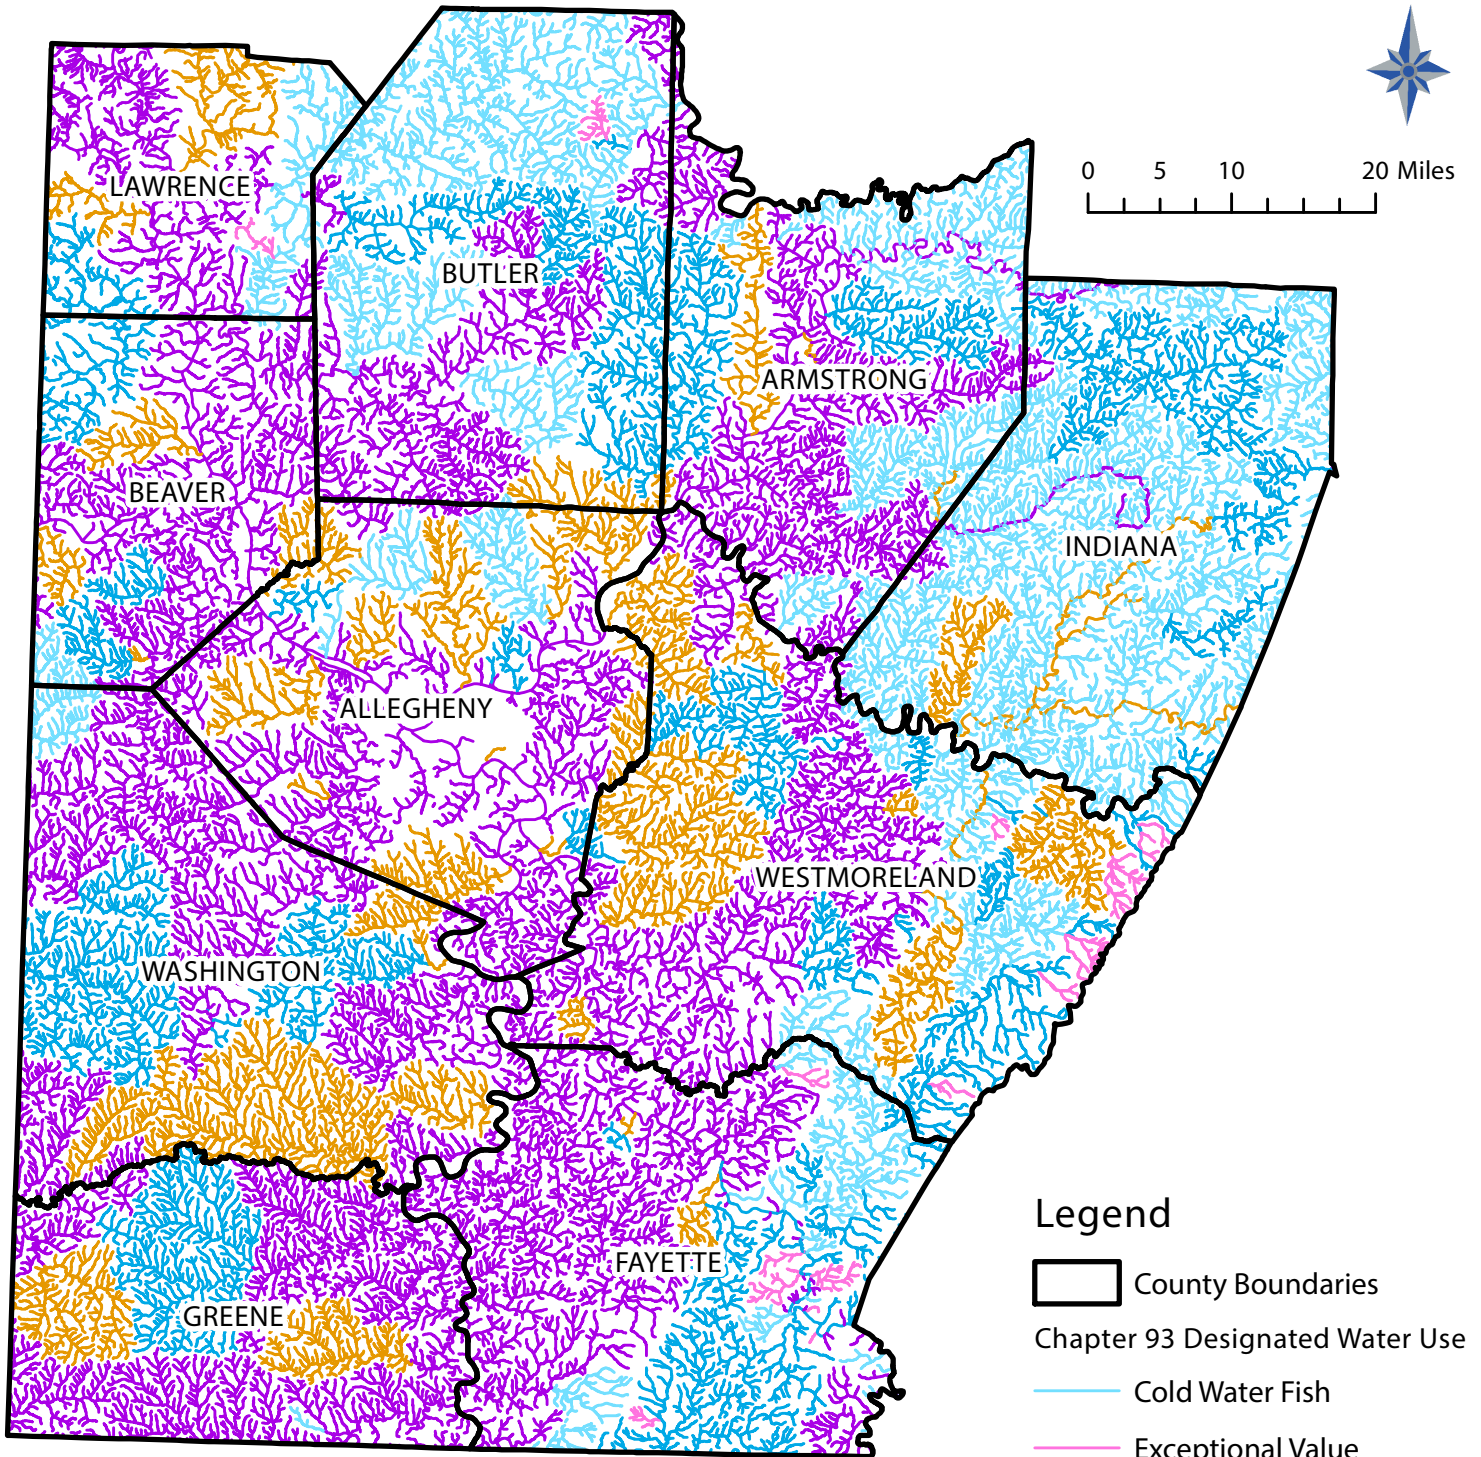 0 5 10 20 Miles
LAWRENCE
BUTLER
ARMSTRONG
BEAVER
INDIANA
ALLEGHENY
WESTMORELAND
WASHINGTON
FAYETTE
GREENE
Legend
County Boundaries
Chapter 93 Designated Water Use
Cold Water Fish
Exceptional Value